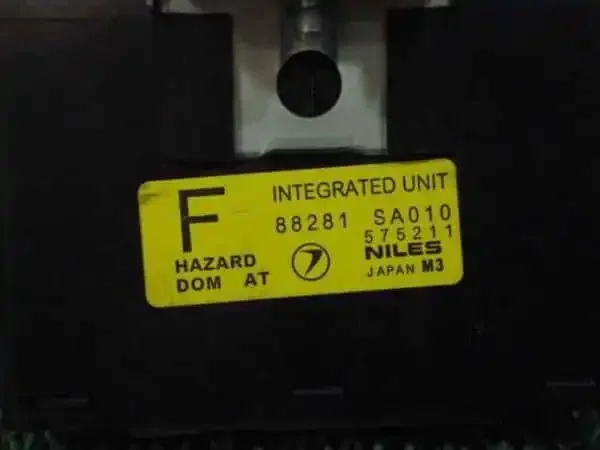 F
INTEGRATED UNIT
88281 SA010
575211
HAZARD
NILES
DOM AT
JAPAN M3